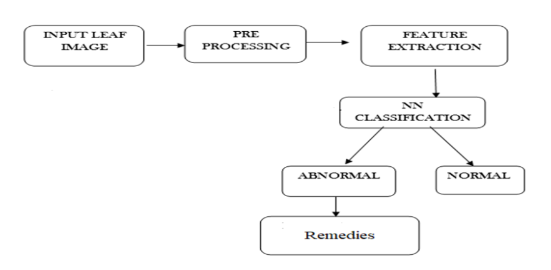 INPUT LEAF
IMAGE
PRE
PROCESSING
FEATURE
EXTRACTION
NN
CLASSIFICATION
ABNORMAL
NORMAL
Remedies